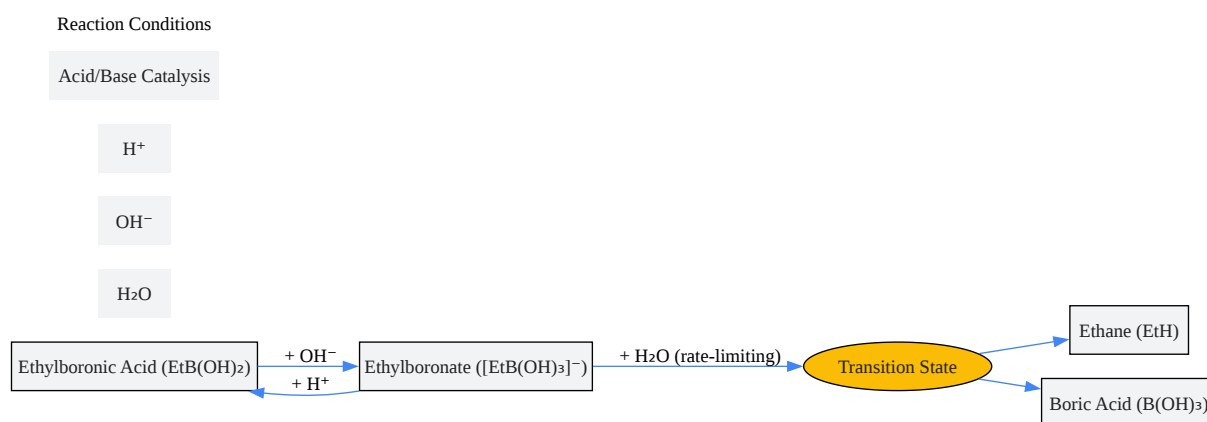 Reaction Conditions
Acid/Base Catalysis
H⁺
OH⁻
H₂O
Ethylboronic Acid (EtB(OH)₂)
+ OH⁻
+ H⁺
Ethylboronate ([EtB(OH)₃]⁻)
+ H₂O (rate-limiting)
Transition State
Ethane (EtH)
Boric Acid (B(OH)₃)